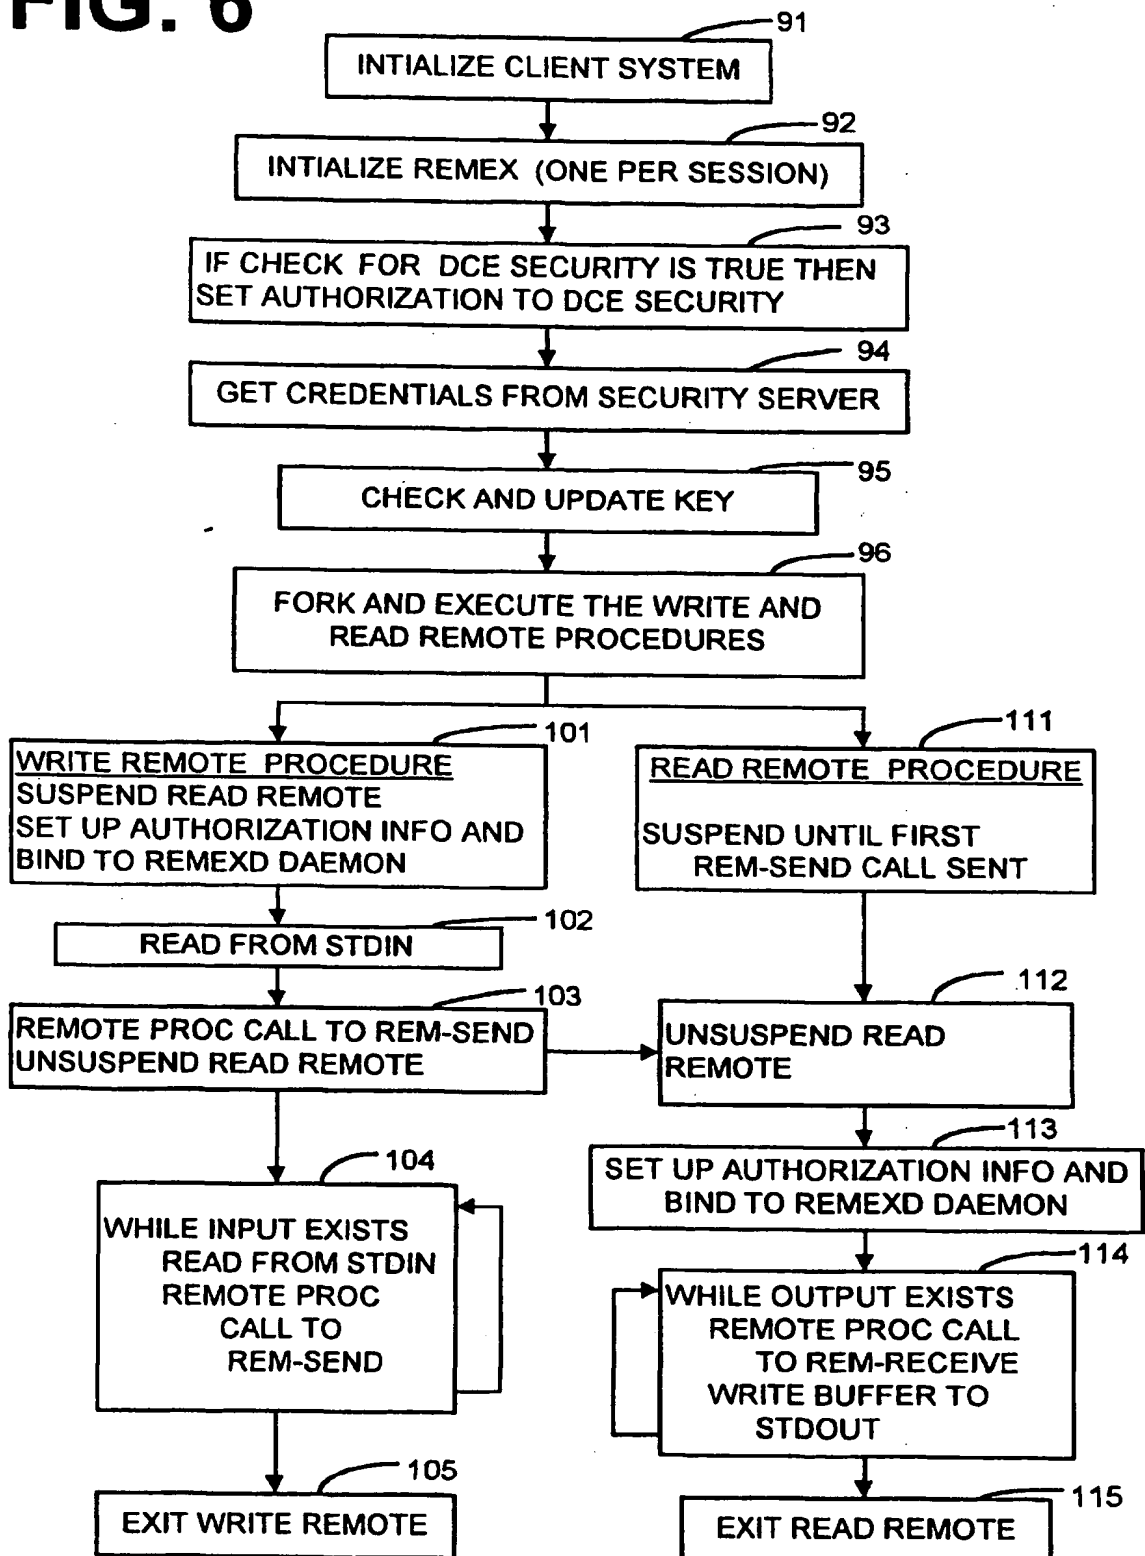 FIG. 6
91
INTIALIZE CLIENT SYSTEM
92
INTIALIZE REMEX (ONE PER SESSION)
93
IF CHECK FOR DCE SECURITY IS TRUE THEN
SET AUTHORIZATION TO DCE SECURITY
94
GET CREDENTIALS FROM SECURITY SERVER
95
CHECK AND UPDATE KEY
96
FORK AND EXECUTE THE WRITE AND
READ REMOTE PROCEDURES
101
WRITE REMOTE PROCEDURE
SUSPEND READ REMOTE
SET UP AUTHORIZATION INFO AND
BIND TO REMEXD DAEMON
102
READ FROM STDIN
103
REMOTE PROC CALL TO REM-SEND
UNSUSPEND READ REMOTE
104
WHILE INPUT EXISTS
READ FROM STDIN
REMOTE PROC
CALL TO
REM-SEND
105
EXIT WRITE REMOTE
111
READ REMOTE PROCEDURE
SUSPEND UNTIL FIRST
REM-SEND CALL SENT
112
UNSUSPEND READ
REMOTE
113
SET UP AUTHORIZATION INFO AND
BIND TO REMEXD DAEMON
114
WHILE OUTPUT EXISTS
REMOTE PROC CALL
TO REM-RECEIVE
WRITE BUFFER TO
STDOUT
115
EXIT READ REMOTE